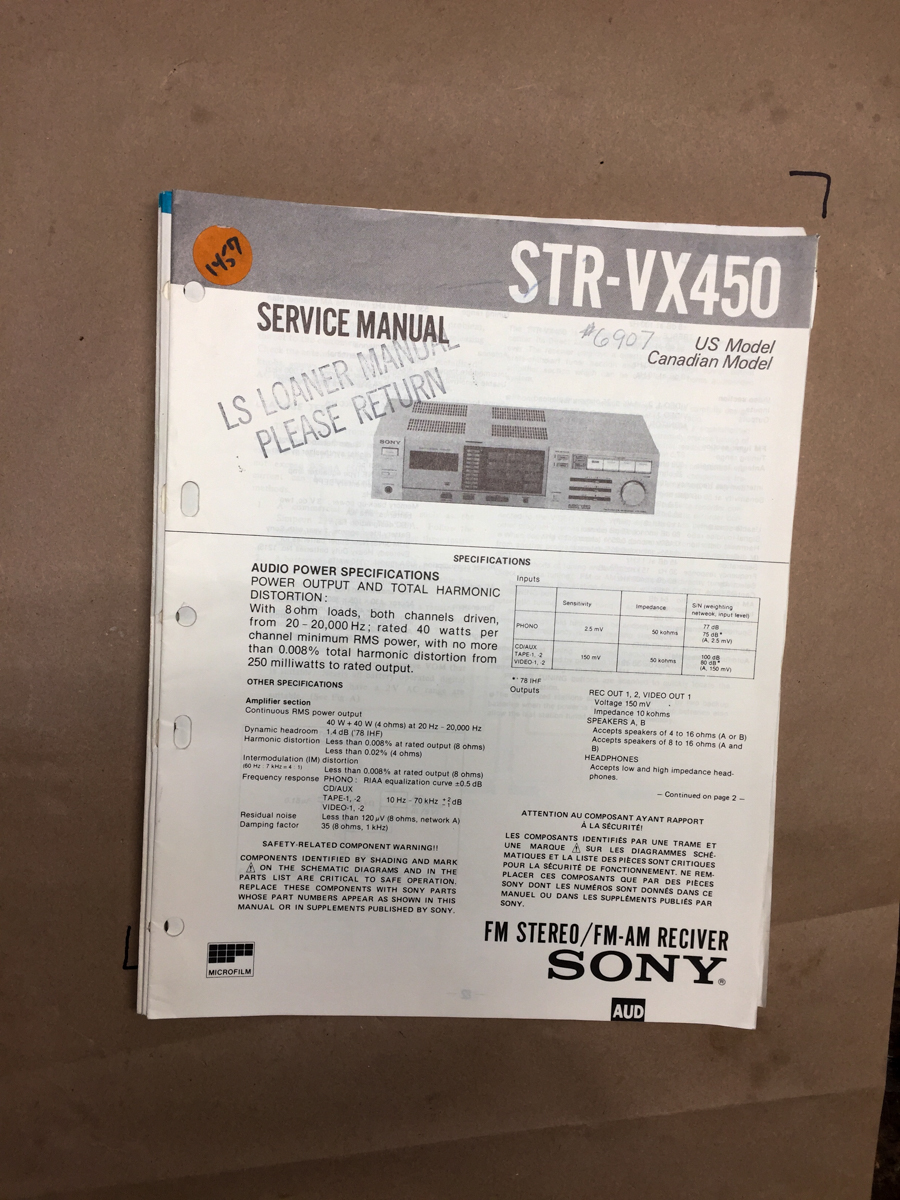 1457
STR-VX450
SERVICE MANUAL
#6907
US Model
Canadian Model
LS LOANER MANUAL
PLEASE RETURN
SONY
SPECIFICATIONS
AUDIO POWER SPECIFICATIONS
POWER OUTPUT AND TOTAL HARMONIC
DISTORTION:
With 8 ohm loads, both channels driven,
from 20 – 20,000 Hz; rated 40 watts per
channel minimum RMS power, with no more
than 0.008% total harmonic distortion from
250 milliwatts to rated output.
OTHER SPECIFICATIONS
Amplifier section
Continuous RMS power output
40 W + 40 W (4 ohms) at 20 Hz – 20,000 Hz
Dynamic headroom 1.4 dB ('78 IHF)
Harmonic distortion Less than 0.008% at rated output (8 ohms)
Less than 0.02% (4 ohms)
Intermodulation (IM) distortion
(60 Hz : 7 kHz = 4 : 1)
Less than 0.008% at rated output (8 ohms)
Frequency response PHONO: RIAA equalization curve ±0.5 dB
CD/AUX
TAPE-1, -2 10 Hz – 70 kHz +2 −1 dB
VIDEO-1, -2
Residual noise Less than 120 μV (8 ohms, network A)
Damping factor 35 (8 ohms, 1 kHz)
SAFETY-RELATED COMPONENT WARNING!!
COMPONENTS IDENTIFIED BY SHADING AND MARK
⚠ ON THE SCHEMATIC DIAGRAMS AND IN THE
PARTS LIST ARE CRITICAL TO SAFE OPERATION.
REPLACE THESE COMPONENTS WITH SONY PARTS
WHOSE PART NUMBERS APPEAR AS SHOWN IN THIS
MANUAL OR IN SUPPLEMENTS PUBLISHED BY SONY.
MICROFILM
Inputs
Sensitivity Impedance S/N (weighting
network, input level)
PHONO 2.5 mV 50 kohms 77 dB
75 dB*
(A, 2.5 mV)
CD/AUX
TAPE-1, -2
VIDEO-1, -2
150 mV 50 kohms 100 dB
80 dB*
(A, 150 mV)
*: 78 IHF
Outputs
REC OUT 1, 2, VIDEO OUT 1
Voltage 150 mV
Impedance 10 kohms
SPEAKERS A, B
Accepts speakers of 4 to 16 ohms (A or B)
Accepts speakers of 8 to 16 ohms (A and
B)
HEADPHONES
Accepts low and high impedance head-
phones.
– Continued on page 2 –
ATTENTION AU COMPOSANT AYANT RAPPORT
À LA SÉCURITÉ!
LES COMPOSANTS IDENTIFIÉS PAR UNE TRAME ET
UNE MARQUE ⚠ SUR LES DIAGRAMMES SCHÉ-
MATIQUES ET LA LISTE DES PIÈCES SONT CRITIQUES
POUR LA SÉCURITÉ DE FONCTIONNEMENT. NE REM-
PLACER CES COMPOSANTS QUE PAR DES PIÈCES
SONY DONT LES NUMÉROS SONT DONNÉS DANS CE
MANUEL OU DANS LES SUPPLÉMENTS PUBLIÉS PAR
SONY.
FM STEREO/FM-AM RECIVER
SONY®
AUD